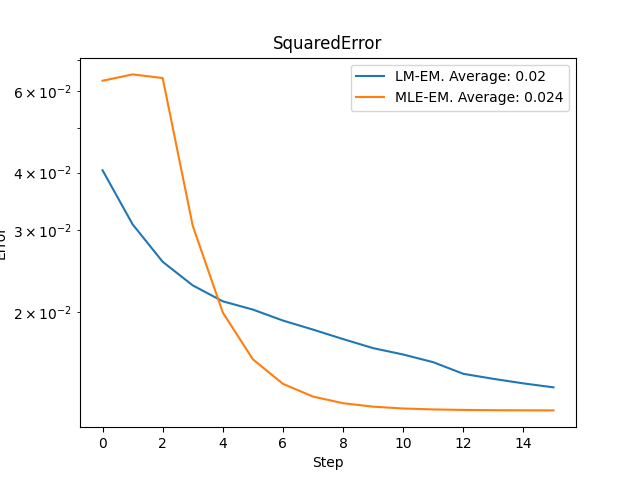 SquaredError
LM-EM. Average: 0.02
MLE-EM. Average: 0.024
6 × 10⁻²
4 × 10⁻²
3 × 10⁻²
2 × 10⁻²
Error
0 2 4 6 8 10 12 14
Step